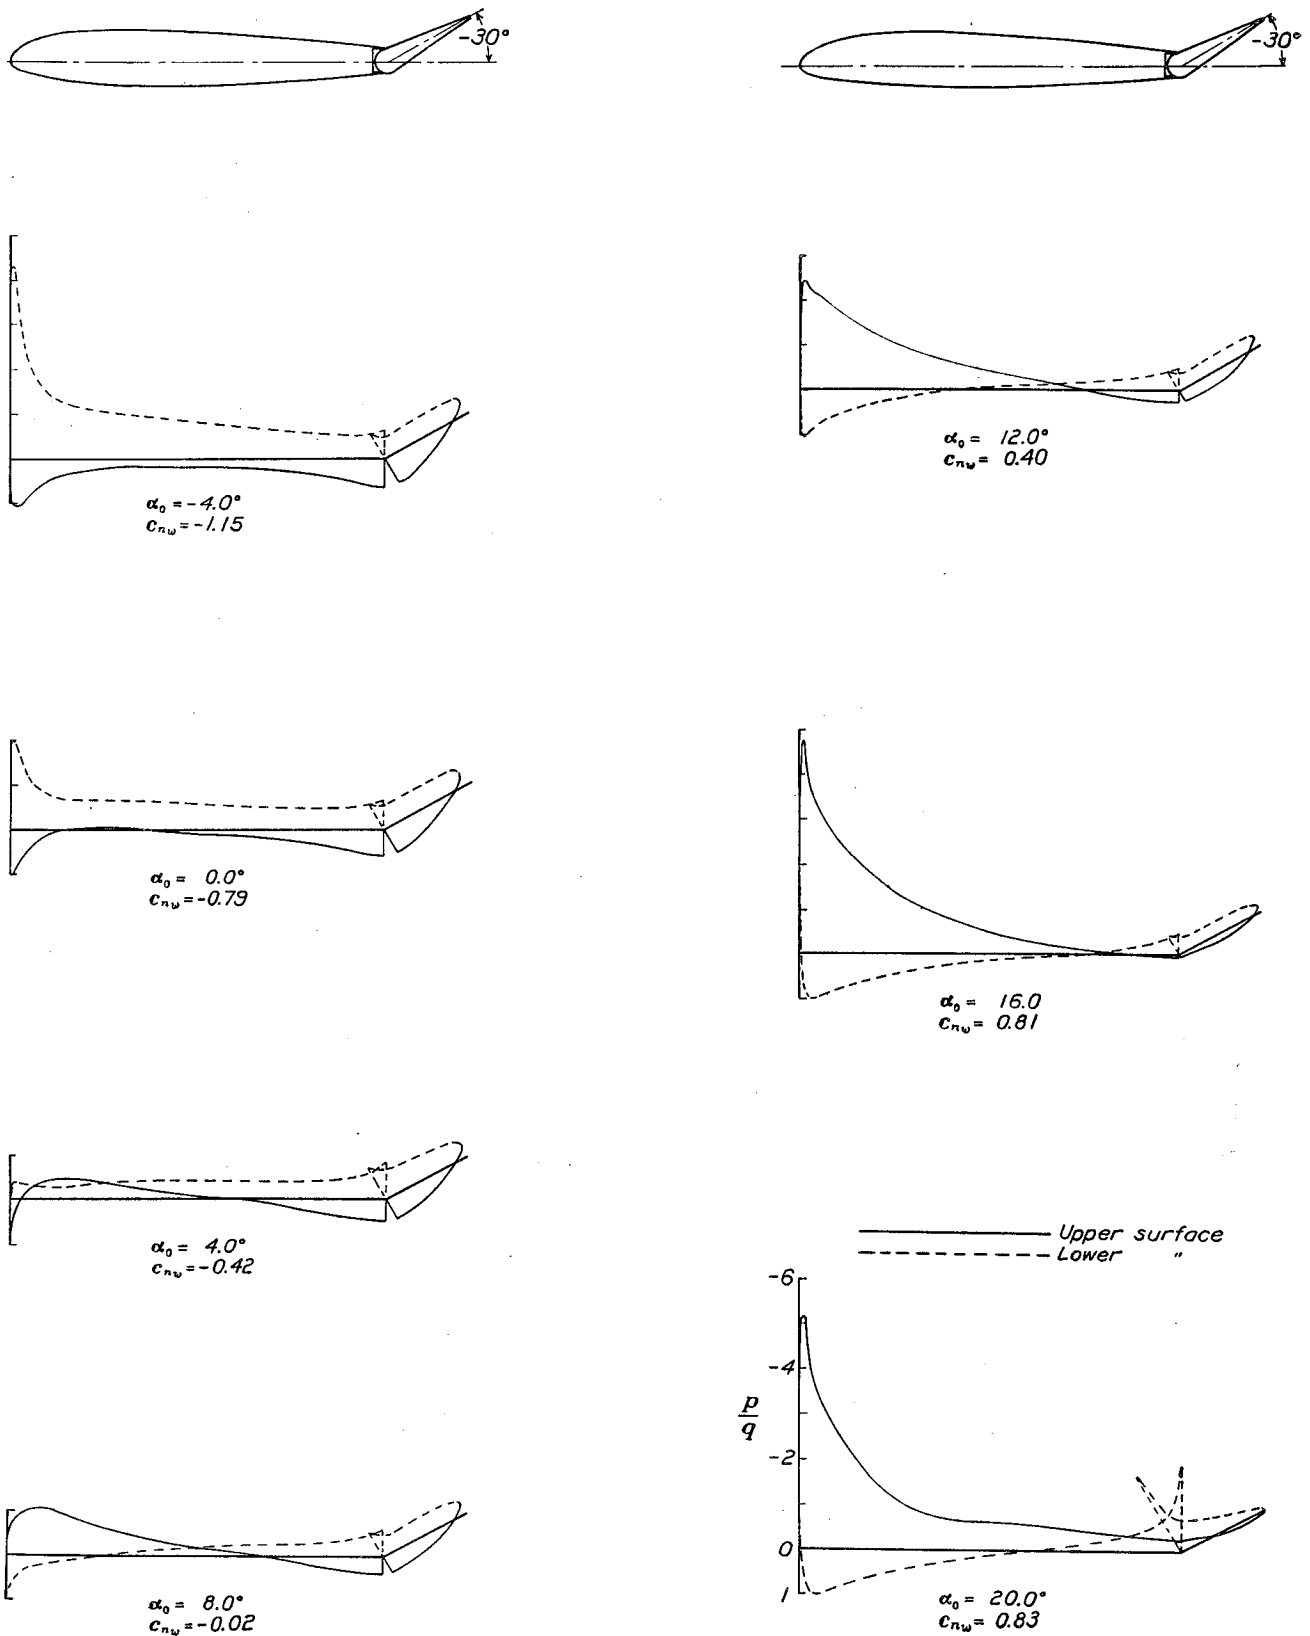 -30°
-30°
α₀ = -4.0°
cₙw = -1.15
α₀ = 12.0°
cₙw = 0.40
α₀ = 0.0°
cₙw = -0.79
α₀ = 16.0
cₙw = 0.81
α₀ = 4.0°
cₙw = -0.42
Upper surface
Lower "
-6
-4
p/q
-2
0
1
α₀ = 8.0°
cₙw = -0.02
α₀ = 20.0°
cₙw = 0.83